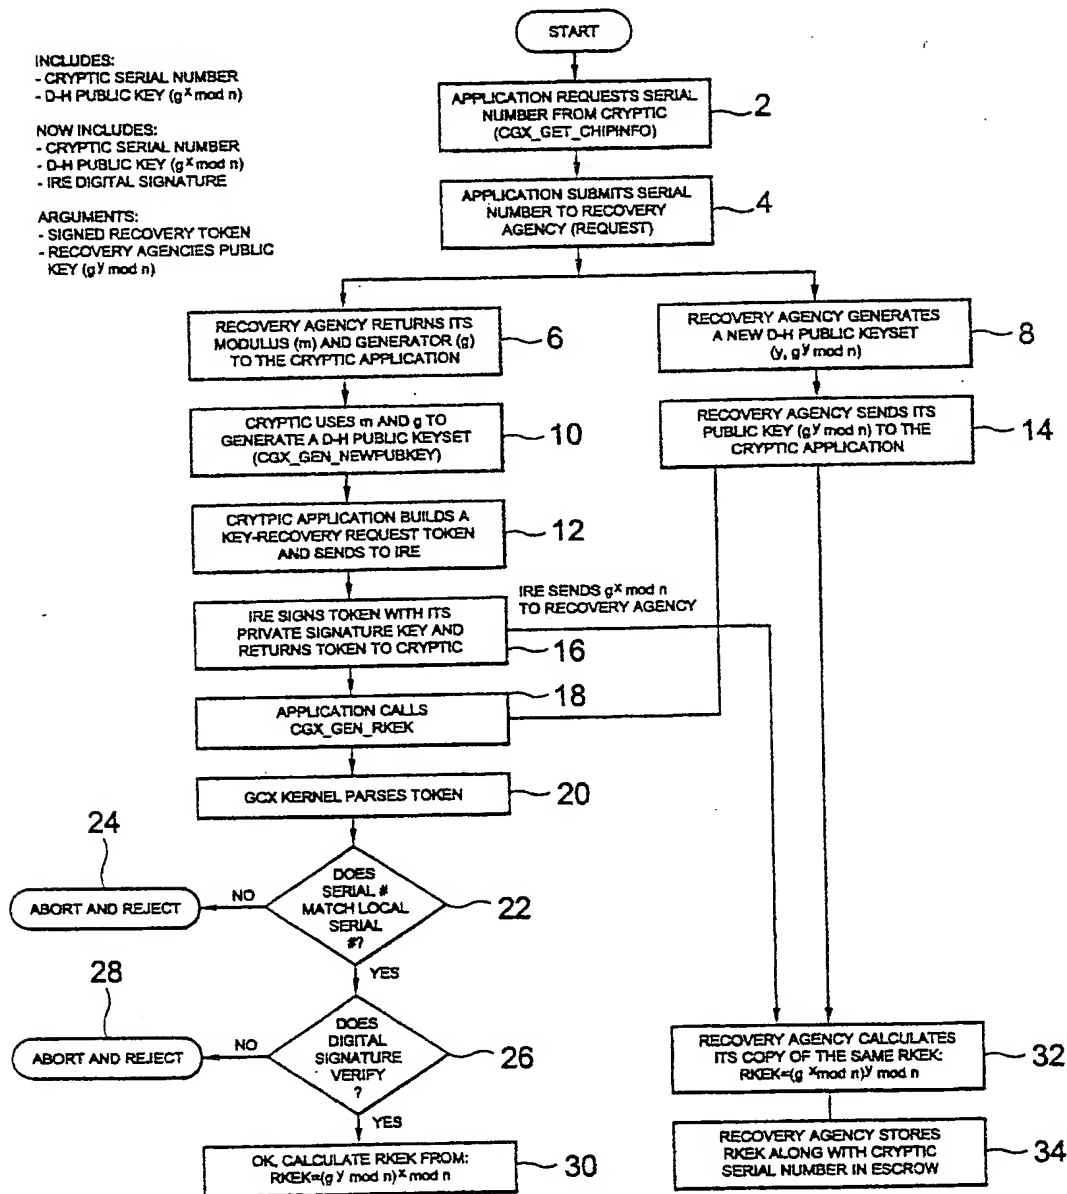 START
INCLUDES:
- CRYPTIC SERIAL NUMBER
- D-H PUBLIC KEY (g^x mod n)
NOW INCLUDES:
- CRYPTIC SERIAL NUMBER
- D-H PUBLIC KEY (g^x mod n)
- IRE DIGITAL SIGNATURE
ARGUMENTS:
- SIGNED RECOVERY TOKEN
- RECOVERY AGENCIES PUBLIC
KEY (g^y mod n)
APPLICATION REQUESTS SERIAL
NUMBER FROM CRYPTIC
(CGX_GET_CHIPINFO)
2
APPLICATION SUBMITS SERIAL
NUMBER TO RECOVERY
AGENCY (REQUEST)
4
RECOVERY AGENCY RETURNS ITS
MODULUS (m) AND GENERATOR (g)
TO THE CRYPTIC APPLICATION
6
RECOVERY AGENCY GENERATES
A NEW D-H PUBLIC KEYSET
(y, g^y mod n)
8
CRYPTIC USES m AND g TO
GENERATE A D-H PUBLIC KEYSET
(CGX_GEN_NEWPUBKEY)
10
RECOVERY AGENCY SENDS ITS
PUBLIC KEY (g^y mod n) TO THE
CRYPTIC APPLICATION
14
CRYTPIC APPLICATION BUILDS A
KEY-RECOVERY REQUEST TOKEN
AND SENDS TO IRE
12
IRE SENDS g^x mod n
TO RECOVERY AGENCY
IRE SIGNS TOKEN WITH ITS
PRIVATE SIGNATURE KEY AND
RETURNS TOKEN TO CRYPTIC
16
APPLICATION CALLS
CGX_GEN_RKEK
18
GCX KERNEL PARSES TOKEN
20
DOES
SERIAL #
MATCH LOCAL
SERIAL
#?
22
NO
24
ABORT AND REJECT
YES
DOES
DIGITAL
SIGNATURE
VERIFY
?
26
NO
28
ABORT AND REJECT
YES
OK, CALCULATE RKEK FROM:
RKEK=(g^y mod n)^x mod n
30
RECOVERY AGENCY CALCULATES
ITS COPY OF THE SAME RKEK:
RKEK=(g^x mod n)^y mod n
32
RECOVERY AGENCY STORES
RKEK ALONG WITH CRYPTIC
SERIAL NUMBER IN ESCROW
34